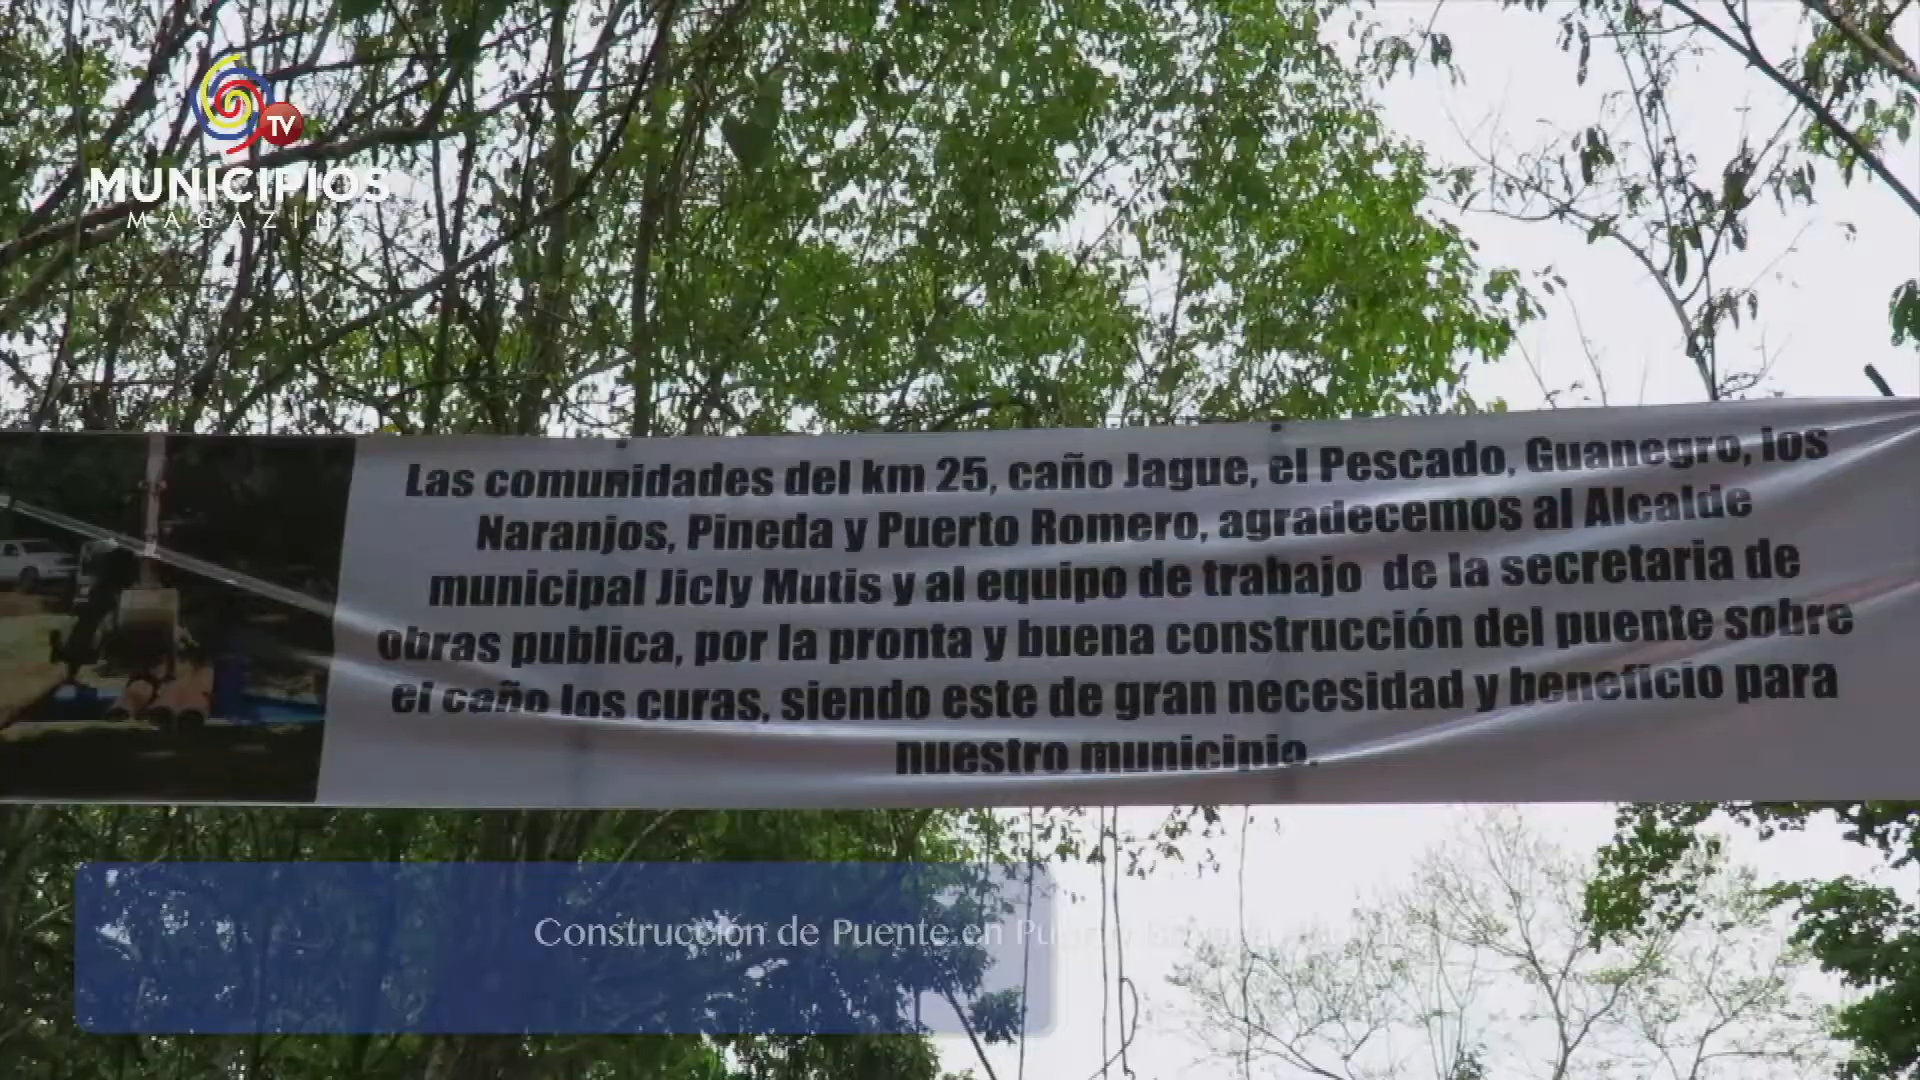 TV
MUNICIPIOS
MAGAZINE
Las comunidades del km 25, caño Jague, el Pescado, Guanegro, los
Naranjos, Pineda y Puerto Romero, agradecemos al Alcalde
municipal Jicly Mutis y al equipo de trabajo de la secretaria de
obras publica, por la pronta y buena construcción del puente sobre
el caño los curas, siendo este de gran necesidad y beneficio para
nuestro municipio.
Construcción de Puente en